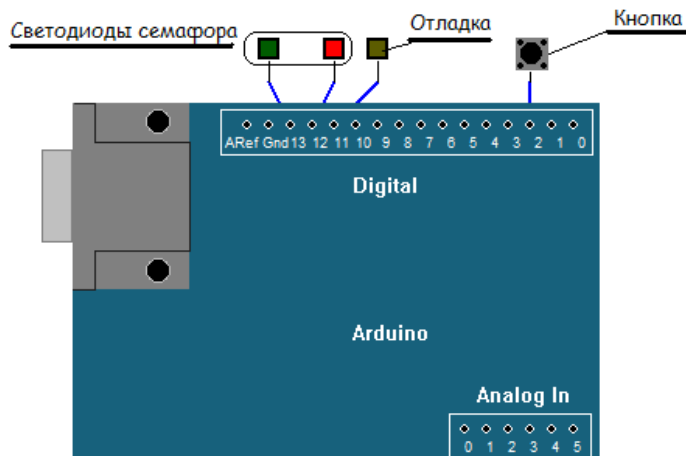 Светодиоды семафора
Отладка
Кнопка
ARef Gnd 13 12 11 10 9 8 7 6 5 4 3 2 1 0
Digital
Arduino
Analog In
0 1 2 3 4 5